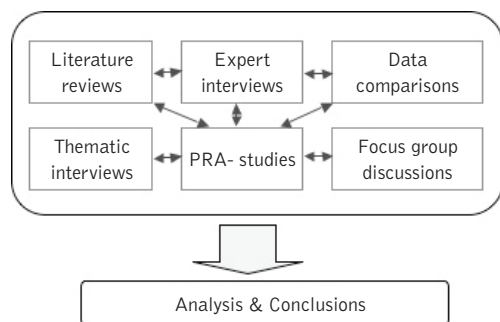 Literature
reviews
Expert
interviews
Data
comparisons
Thematic
interviews
PRA- studies
Focus group
discussions
Analysis & Conclusions